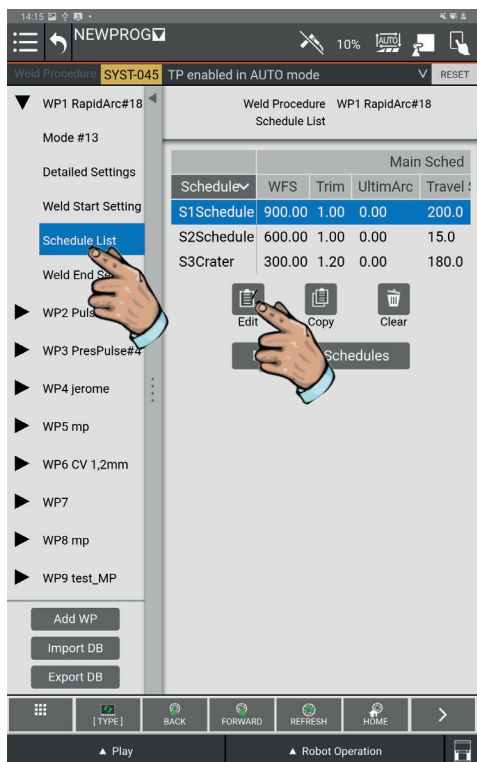 14:15
NEWPROG
10%
AUTO
Weld Procedure SYST-045 TP enabled in AUTO mode RESET
WP1 RapidArc#18
Mode #13
Detailed Settings
Weld Start Setting
Schedule List
Weld End Se
WP2 Puls
WP3 PresPulse#4
WP4 jerome
WP5 mp
WP6 CV 1,2mm
WP7
WP8 mp
WP9 test_MP
Add WP
Import DB
Export DB
Weld Procedure WP1 RapidArc#18
Schedule List
Main Sched
Schedule WFS Trim UltimArc Travel S
S1Schedule 900.00 1.00 0.00 200.0
S2Schedule 600.00 1.00 0.00 15.0
S3Crater 300.00 1.20 0.00 180.0
Edit Copy Clear
Schedules
[ TYPE ] BACK FORWARD REFRESH HOME
Play Robot Operation